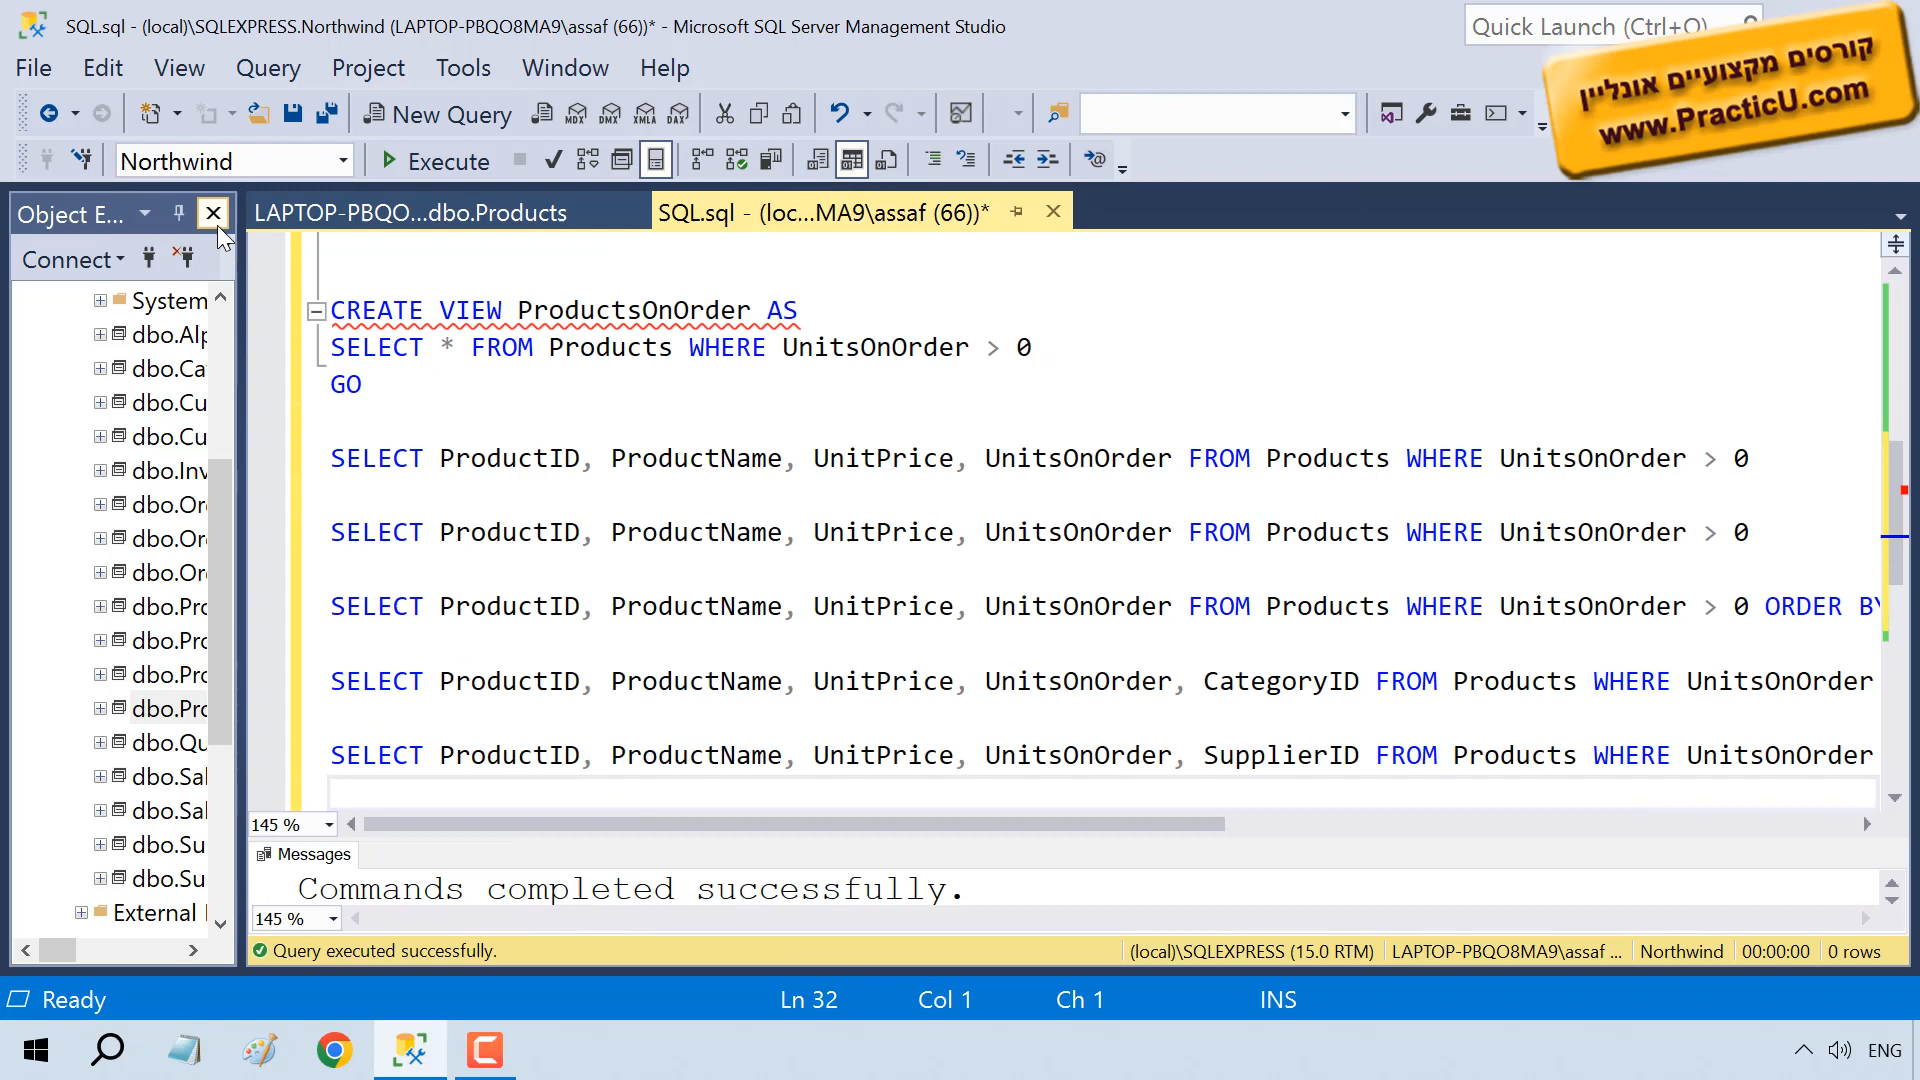 SQL.sql - (local)\SQLEXPRESS.Northwind (LAPTOP-PBQO8MA9\assaf (66))* - Microsoft SQL Server Management Studio
Quick Launch (Ctrl+Q)
קורסים מקצועיים אונליין
www.PracticU.com
File Edit View Query Project Tools Window Help
New Query
MDX DMX XMLA DAX
Northwind
Execute
Object E...
LAPTOP-PBQO...dbo.Products
SQL.sql - (loc...MA9\assaf (66))*
Connect
System
dbo.Alp
dbo.Ca
dbo.Cu
dbo.Cu
dbo.Inv
dbo.Or
dbo.Or
dbo.Or
dbo.Pro
dbo.Pro
dbo.Pro
dbo.Pro
dbo.Qu
dbo.Sal
dbo.Sal
dbo.Su
dbo.Su
External
CREATE VIEW ProductsOnOrder AS
SELECT * FROM Products WHERE UnitsOnOrder > 0
GO
SELECT ProductID, ProductName, UnitPrice, UnitsOnOrder FROM Products WHERE UnitsOnOrder > 0
SELECT ProductID, ProductName, UnitPrice, UnitsOnOrder FROM Products WHERE UnitsOnOrder > 0
SELECT ProductID, ProductName, UnitPrice, UnitsOnOrder FROM Products WHERE UnitsOnOrder > 0 ORDER BY
SELECT ProductID, ProductName, UnitPrice, UnitsOnOrder, CategoryID FROM Products WHERE UnitsOnOrder
SELECT ProductID, ProductName, UnitPrice, UnitsOnOrder, SupplierID FROM Products WHERE UnitsOnOrder
145 %
Messages
Commands completed successfully.
145 %
Query executed successfully.
(local)\SQLEXPRESS (15.0 RTM) LAPTOP-PBQO8MA9\assaf ... Northwind 00:00:00 0 rows
Ready
Ln 32 Col 1 Ch 1 INS
ENG